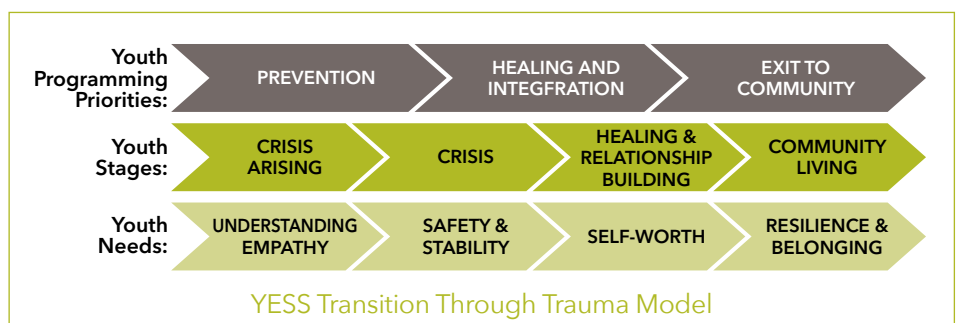 Youth
Programming
Priorities:
PREVENTION
HEALING AND
INTEGFRATION
EXIT TO
COMMUNITY
Youth
Stages:
CRISIS
ARISING
CRISIS
HEALING &
RELATIONSHIP
BUILDING
COMMUNITY
LIVING
Youth
Needs:
UNDERSTANDING
EMPATHY
SAFETY &
STABILITY
SELF-WORTH
RESILIENCE &
BELONGING
YESS Transition Through Trauma Model